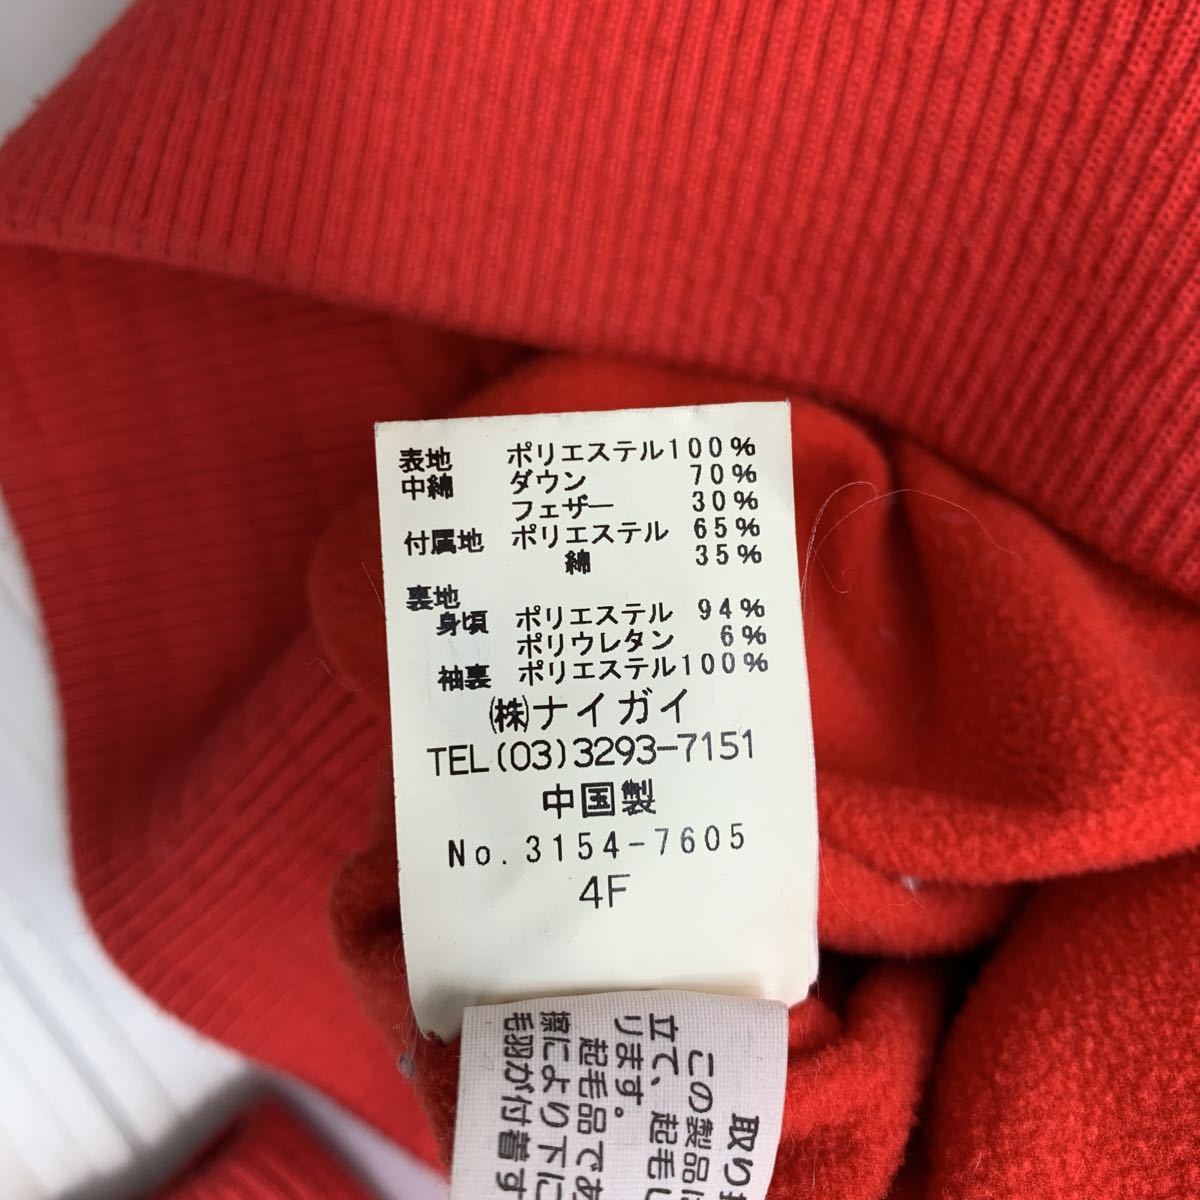 表地 ポリエステル100%
中綿 ダウン 70%
フェザー 30%
付属地 ポリエステル 65%
綿 35%
裏地
身頃 ポリエステル 94%
ポリウレタン 6%
袖裏 ポリエステル100%
㈱ナイガイ
TEL(03)3293-7151
中国製
No.3154-7605
4F
取り
この製品に
立て、起毛し
ります。
起毛品であ
擦により下に
毛羽が付着す